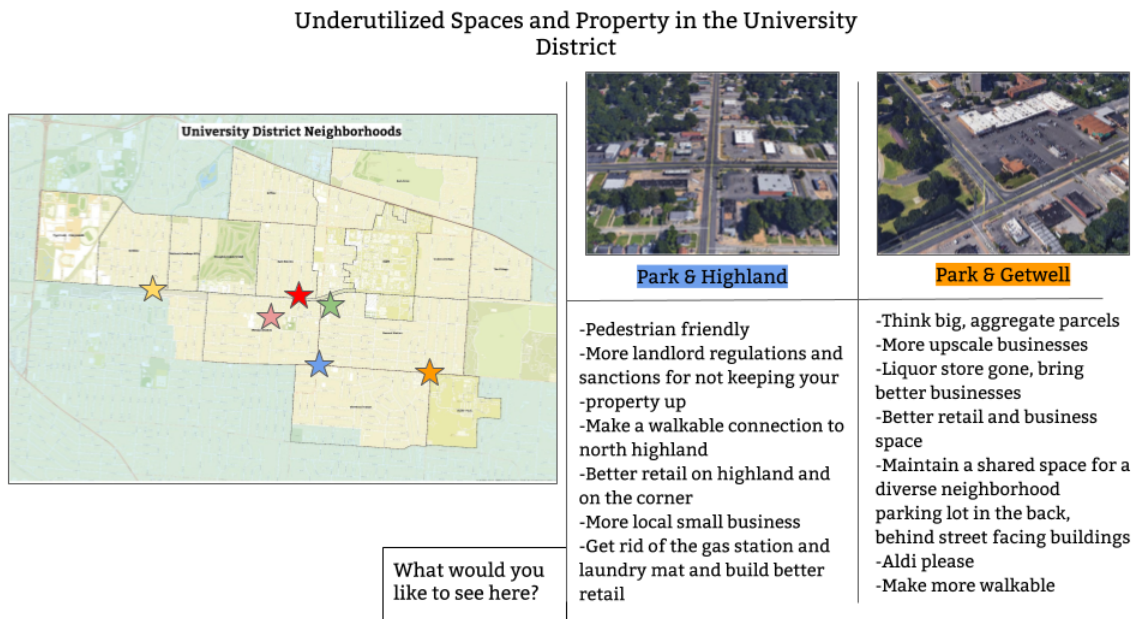 Underutilized Spaces and Property in the University
District
University District Neighborhoods
Park & Highland
-Pedestrian friendly
-More landlord regulations and
sanctions for not keeping your
-property up
-Make a walkable connection to
north highland
-Better retail on highland and
on the corner
-More local small business
-Get rid of the gas station and
laundry mat and build better
retail
Park & Getwell
-Think big, aggregate parcels
-More upscale businesses
-Liquor store gone, bring
better businesses
-Better retail and business
space
-Maintain a shared space for a
diverse neighborhood
parking lot in the back,
behind street facing buildings
-Aldi please
-Make more walkable
What would you
like to see here?